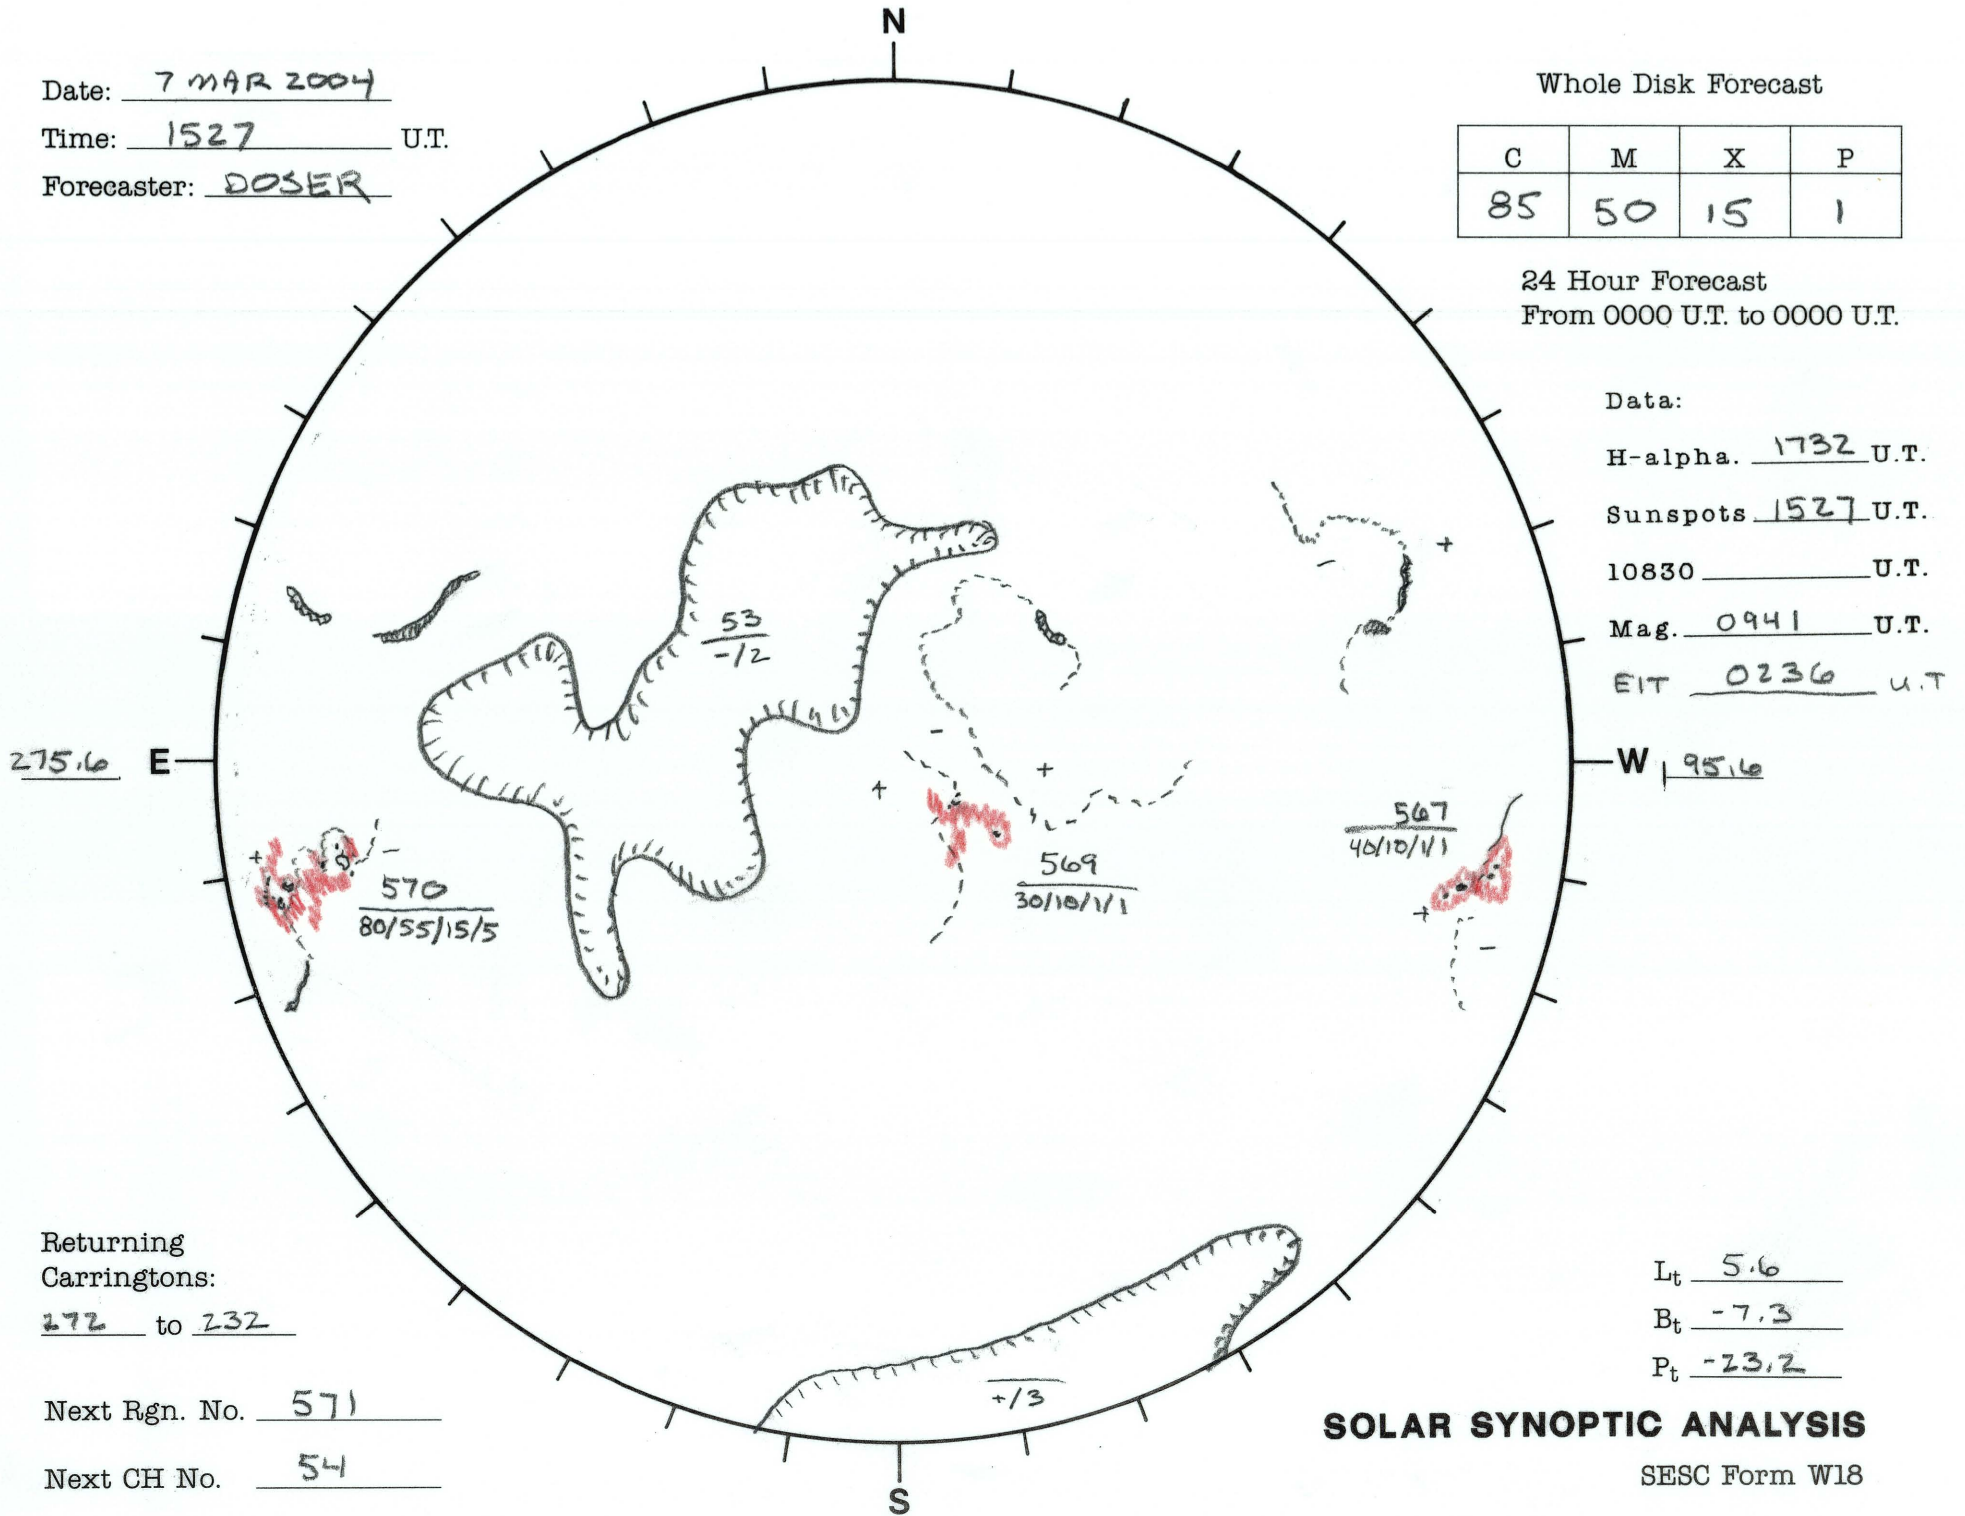 N
Date: 7 MAR 2004
Time: 1527 U.T.
Forecaster: DOSER
Whole Disk Forecast
C M X P
85 50 15 1
24 Hour Forecast
From 0000 U.T. to 0000 U.T.
Data:
H-alpha. 1732 U.T.
Sunspots 1527 U.T.
10830 U.T.
Mag. 0941 U.T.
EIT 0236 U.T
53
-/2
+
-
275.6 E
W 195.6
-
+
+
567
40/10/1/1
569
30/10/1/1
+ -
570
80/55/15/5
+
-
Returning
Carringtons:
272 to 232
Lt 5.6
Bt -7.3
Pt -23.2
+/3
Next Rgn. No. 571
Next CH No. 54
SOLAR SYNOPTIC ANALYSIS
SESC Form W18
S